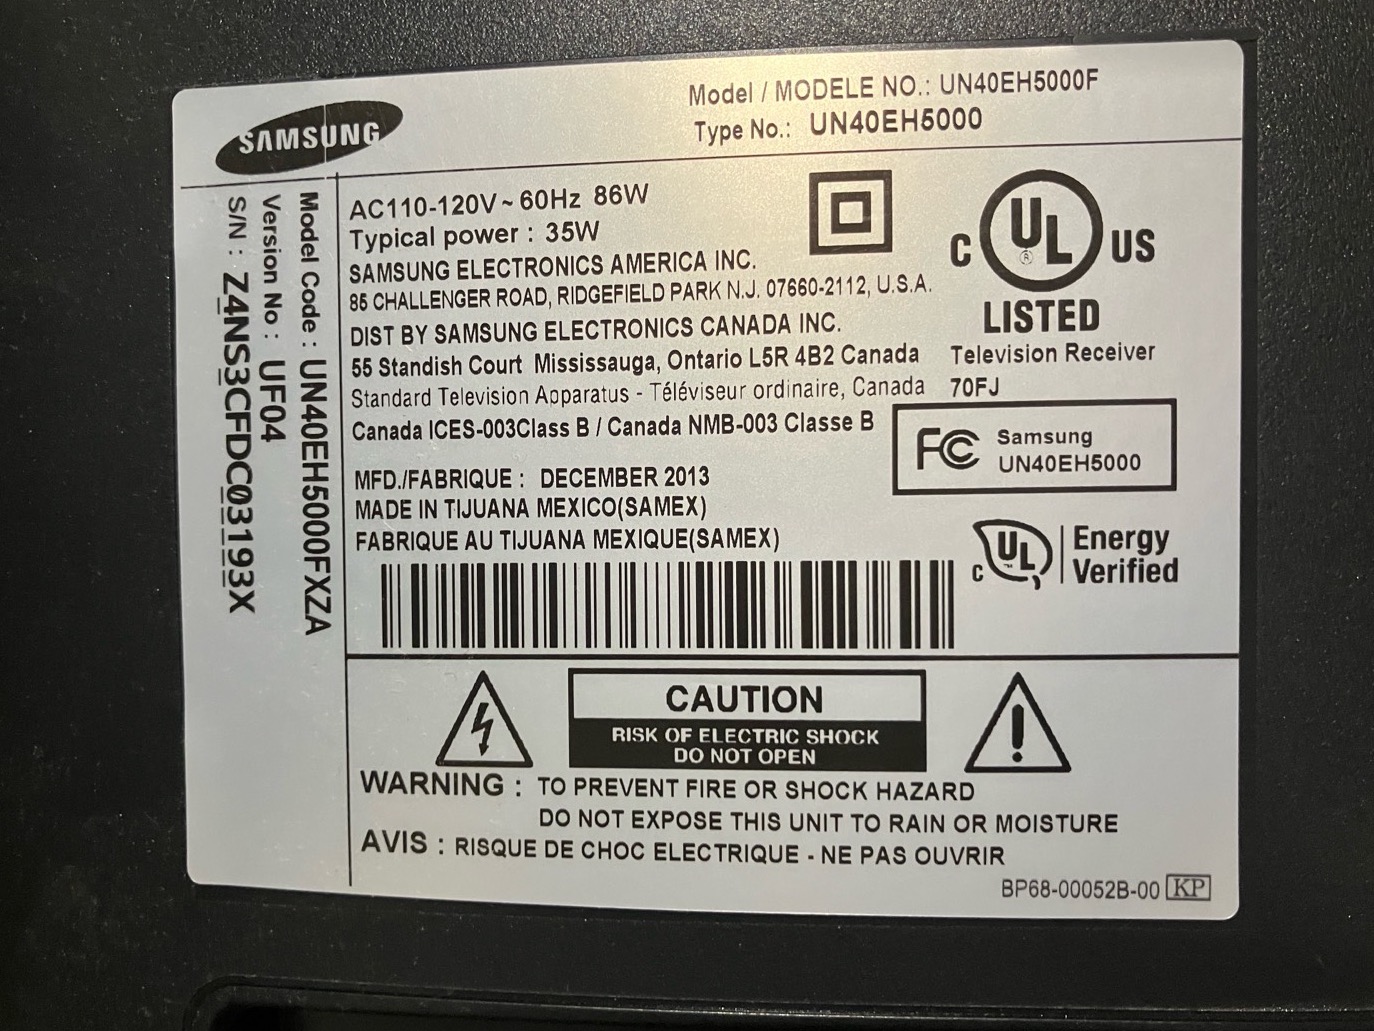 SAMSUNG
Model / MODELE NO.: UN40EH5000F
Type No.: UN40EH5000
Model Code : UN40EH5000FXZA
Version No : UF04
S/N : Z4NS3CFDC03193X
AC110-120V ~ 60Hz 86W
Typical power : 35W
SAMSUNG ELECTRONICS AMERICA INC.
85 CHALLENGER ROAD, RIDGEFIELD PARK N.J. 07660-2112, U.S.A.
DIST BY SAMSUNG ELECTRONICS CANADA INC.
55 Standish Court Mississauga, Ontario L5R 4B2 Canada
Standard Television Apparatus - Téléviseur ordinaire, Canada
Canada ICES-003Class B / Canada NMB-003 Classe B
MFD./FABRIQUE : DECEMBER 2013
MADE IN TIJUANA MEXICO(SAMEX)
FABRIQUE AU TIJUANA MEXIQUE(SAMEX)
C UL ® US
LISTED
Television Receiver
70FJ
FC Samsung
UN40EH5000
C UL ™ Energy
Verified
CAUTION
RISK OF ELECTRIC SHOCK
DO NOT OPEN
WARNING : TO PREVENT FIRE OR SHOCK HAZARD
DO NOT EXPOSE THIS UNIT TO RAIN OR MOISTURE
AVIS : RISQUE DE CHOC ELECTRIQUE - NE PAS OUVRIR
BP68-00052B-00 KP